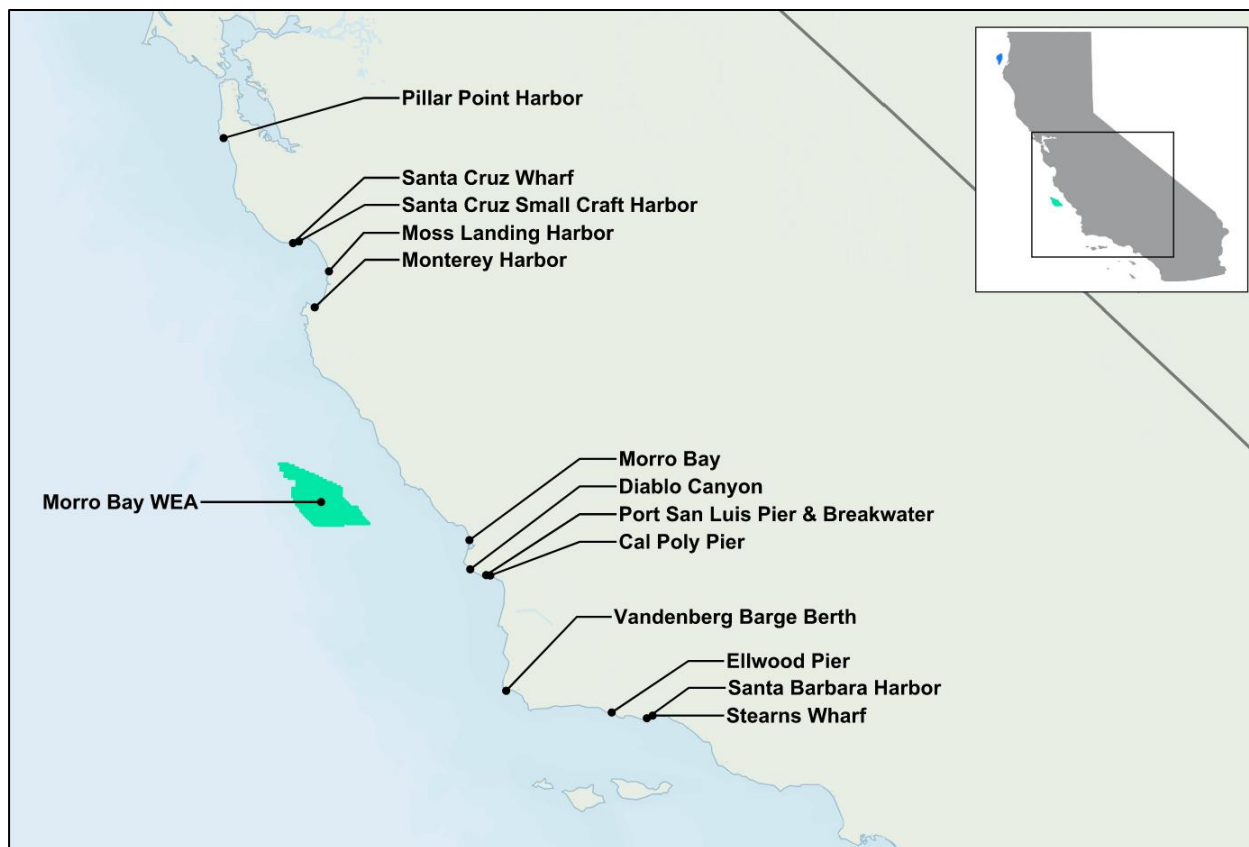 Pillar Point Harbor
Santa Cruz Wharf
Santa Cruz Small Craft Harbor
Moss Landing Harbor
Monterey Harbor
Morro Bay WEA
Morro Bay
Diablo Canyon
Port San Luis Pier & Breakwater
Cal Poly Pier
Vandenberg Barge Berth
Ellwood Pier
Santa Barbara Harbor
Stearns Wharf